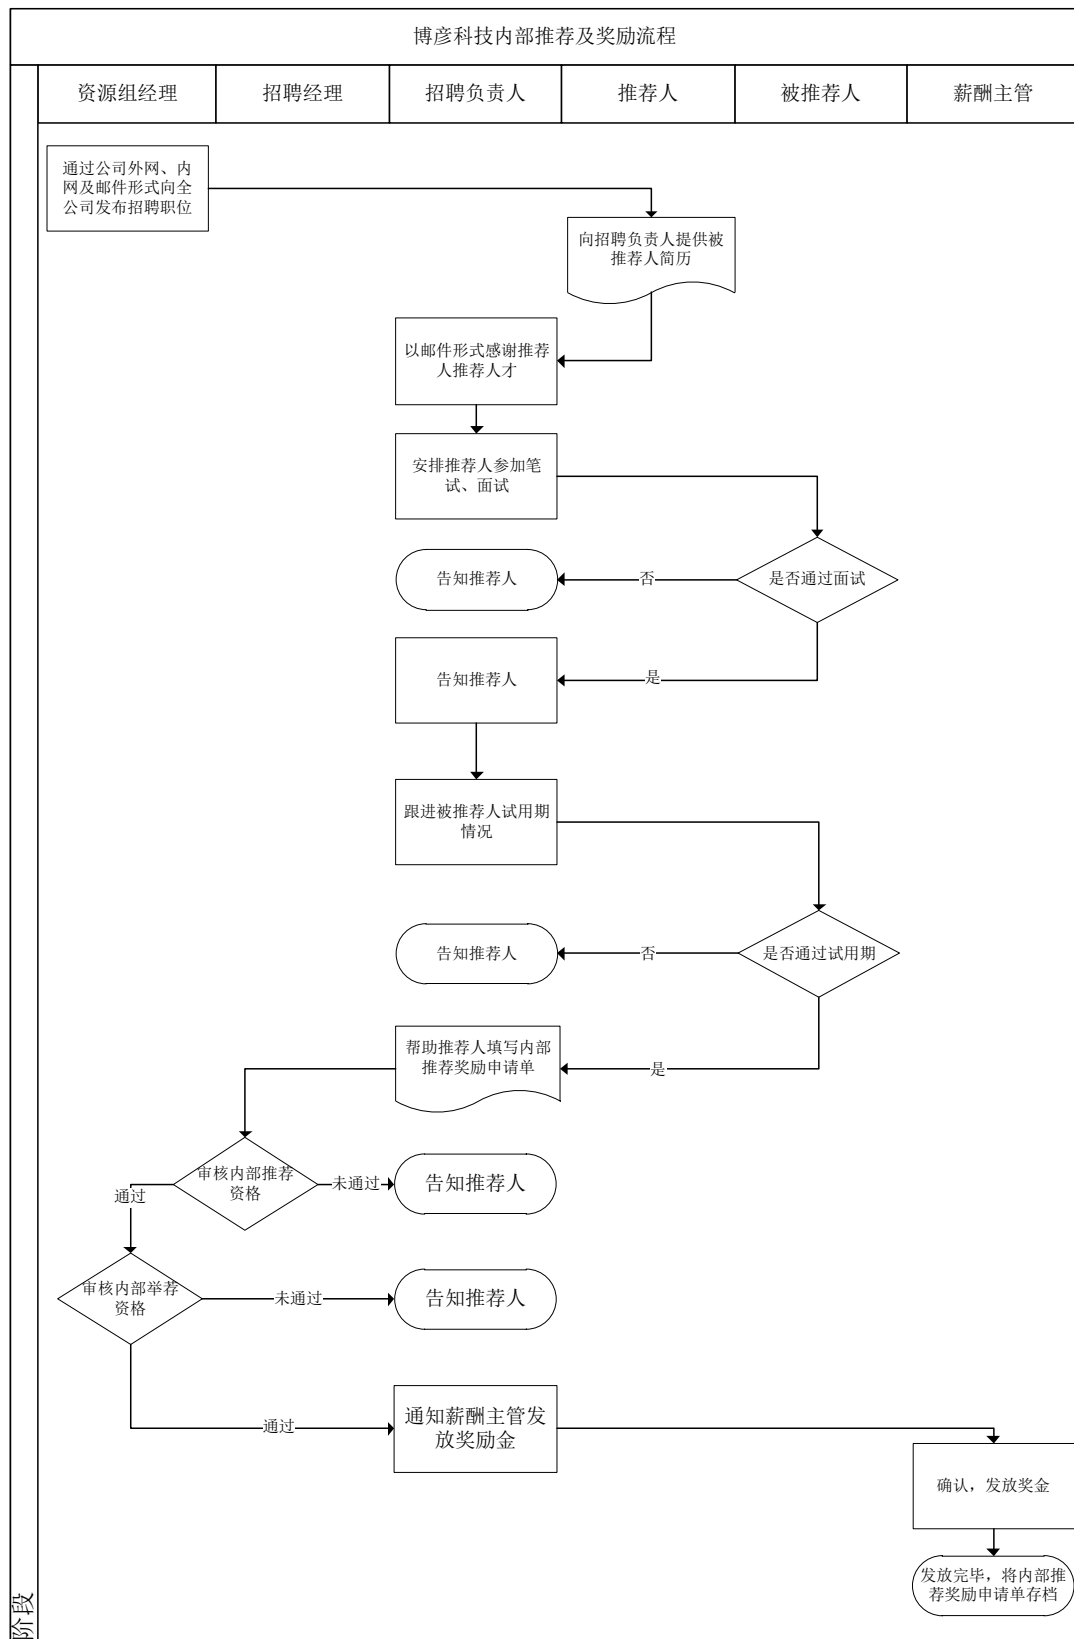 博彦科技内部推荐及奖励流程
资源组经理
招聘经理
招聘负责人
推荐人
被推荐人
薪酬主管
通过公司外网、内
网及邮件形式向全
公司发布招聘职位
向招聘负责人提供被
推荐人简历
以邮件形式感谢推荐
人推荐人才
安排推荐人参加笔
试、面试
是否通过面试
否
告知推荐人
是
告知推荐人
跟进被推荐人试用期
情况
是否通过试用期
否
告知推荐人
是
帮助推荐人填写内部
推荐奖励申请单
审核内部推荐
资格
未通过
告知推荐人
通过
审核内部举荐
资格
未通过
告知推荐人
通过
通知薪酬主管发
放奖励金
确认，发放奖金
发放完毕，将内部推
荐奖励申请单存档
阶段